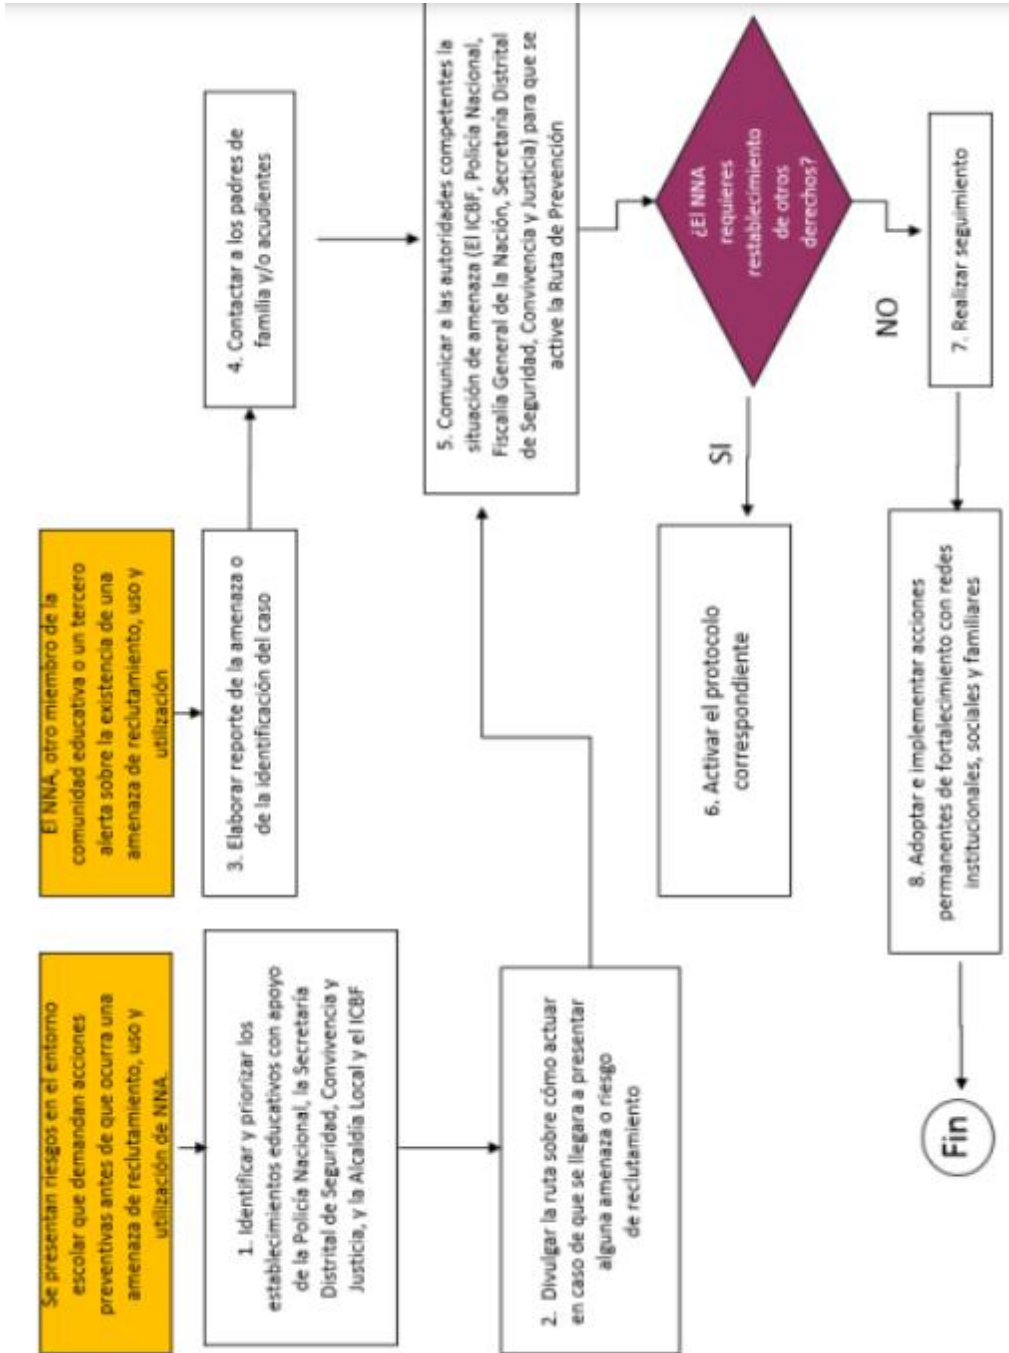 Se presentan riesgos en el entorno
escolar que demandan acciones
preventivas antes de que ocurra una
amenaza de reclutamiento, uso y
utilización de NNA.
El NNA, otro miembro de la
comunidad educativa o un tercero
alerta sobre la existencia de una
amenaza de reclutamiento, uso y
utilización
1. Identificar y priorizar los
establecimientos educativos con apoyo
de la Policía Nacional, la Secretaría
Distrital de Seguridad, Convivencia y
Justicia, y la Alcaldía Local y el ICBF
2. Divulgar la ruta sobre cómo actuar
en caso de que se llegara a presentar
alguna amenaza o riesgo
de reclutamiento
3. Elaborar reporte de la amenaza o
de la identificación del caso
4. Contactar a los padres de
familia y/o acudientes
5. Comunicar a las autoridades competentes la
situación de amenaza (El ICBF, Policía Nacional,
Fiscalía General de la Nación, Secretaría Distrital
de Seguridad, Convivencia y Justicia) para que se
active la Ruta de Prevención
¿El NNA
requieres
restablecimiento
de otros
derechos?
SI
NO
6. Activar el protocolo
correspondiente
7. Realizar seguimiento
8. Adoptar e implementar acciones
permanentes de fortalecimiento con redes
institucionales, sociales y familiares
Fin